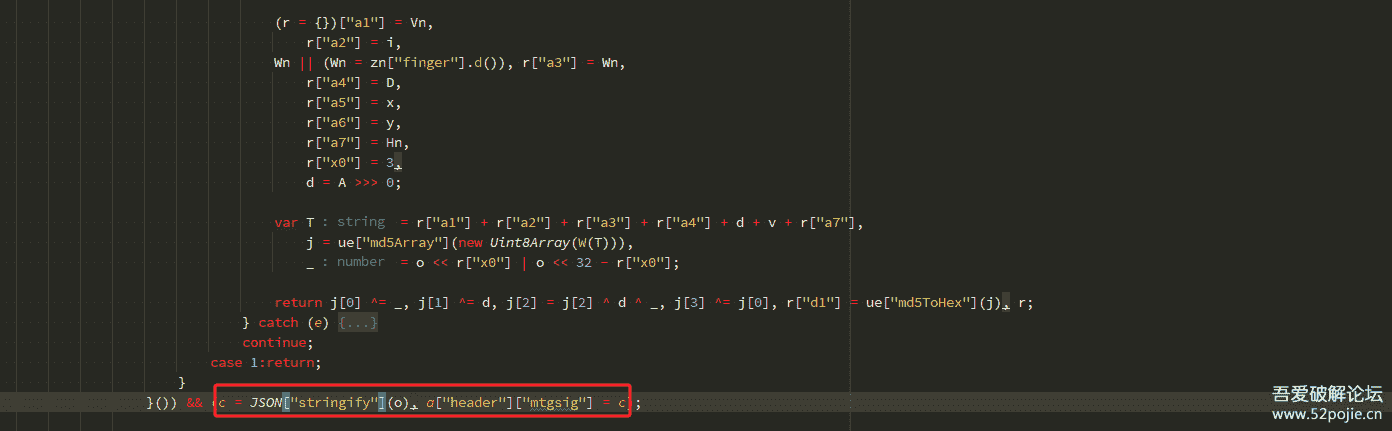 (r = {})["a1"] = Vn,
r["a2"] = i,
Wn || (Wn = zn["finger"].d()), r["a3"] = Wn,
r["a4"] = D,
r["a5"] = x,
r["a6"] = y,
r["a7"] = Hn,
r["x0"] = 3,
d = A >>> 0;
var T : string = r["a1"] + r["a2"] + r["a3"] + r["a4"] + d + v + r["a7"],
j = ue["md5Array"](new Uint8Array(W(T))),
_ : number = o << r["x0"] | o << 32 - r["x0"];
return j[0] ^= _, j[1] ^= d, j[2] = j[2] ^ d ^ _, j[3] ^= j[0], r["d1"] = ue["md5ToHex"](j), r;
} catch (e) {...}
continue;
case 1:return;
}
}()) && (c = JSON["stringify"](o), a["header"]["mtgsig"] = c);
吾爱破解论坛
www.52pojie.cn